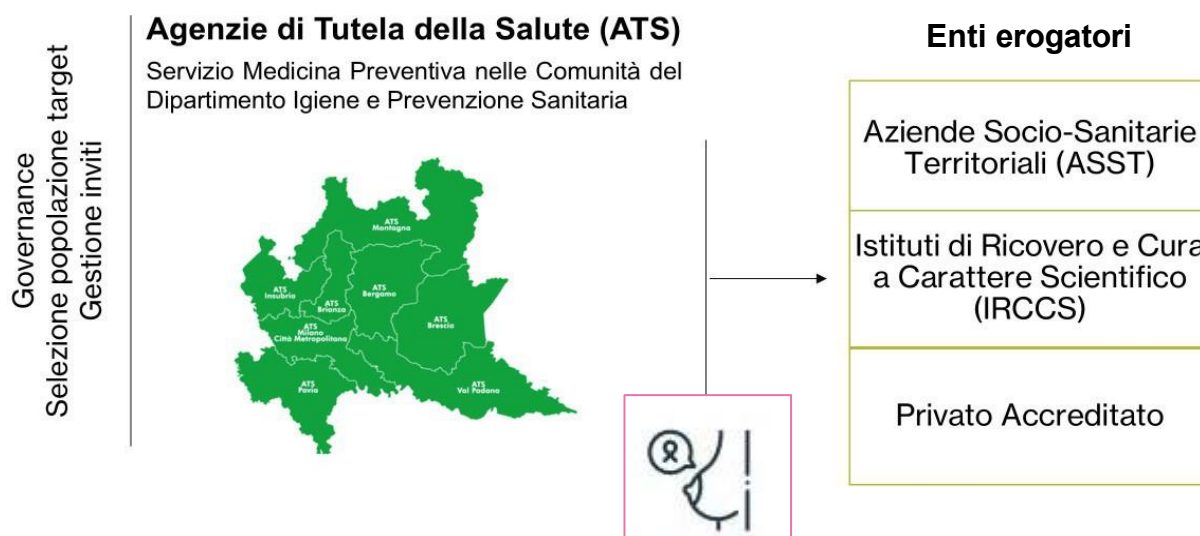 Governance
Selezione popolazione target
Gestione inviti
Agenzie di Tutela della Salute (ATS)
Servizio Medicina Preventiva nelle Comunità del
Dipartimento Igiene e Prevenzione Sanitaria
ATS
Montagna
ATS
Insubria
ATS
Brianza
ATS
Bergamo
ATS
Brescia
ATS
Milano
Città Metropolitana
ATS
Pavia
ATS
Val Padana
Enti erogatori
Aziende Socio-Sanitarie
Territoriali (ASST)
Istituti di Ricovero e Cura
a Carattere Scientifico
(IRCCS)
Privato Accreditato